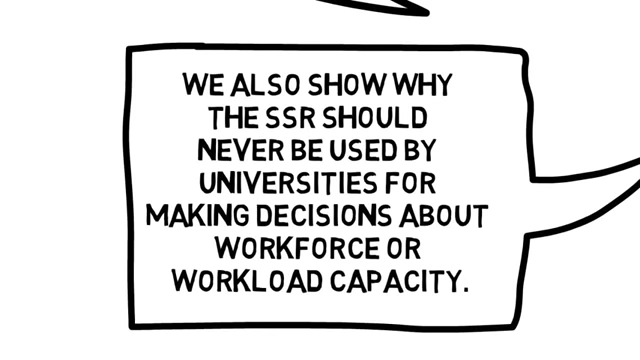 WE ALSO SHOW WHY
THE SSR SHOULD
NEVER BE USED BY
UNIVERSITIES FOR
MAKING DECISIONS ABOUT
WORKFORCE OR
WORKLOAD CAPACITY.